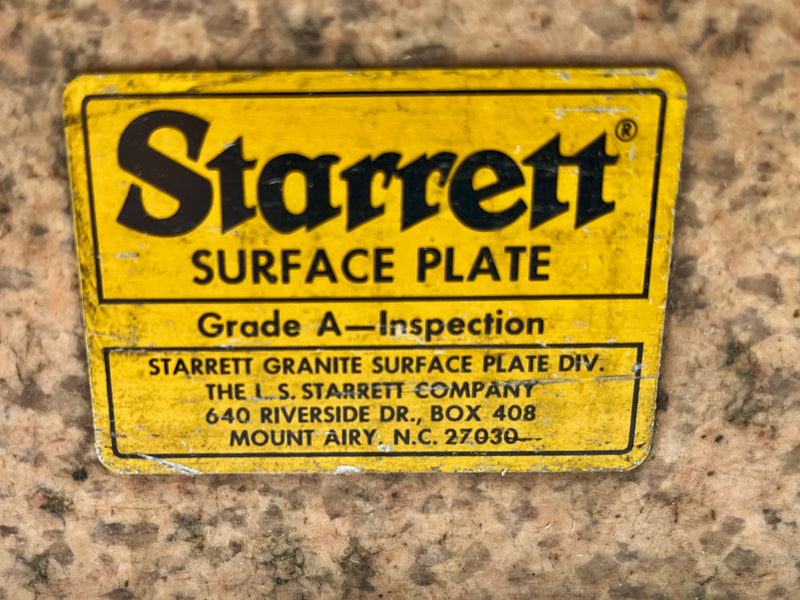 Starrett®
SURFACE PLATE
Grade A—Inspection
STARRETT GRANITE SURFACE PLATE DIV.
THE L. S. STARRETT COMPANY
640 RIVERSIDE DR., BOX 408
MOUNT AIRY, N.C. 27030